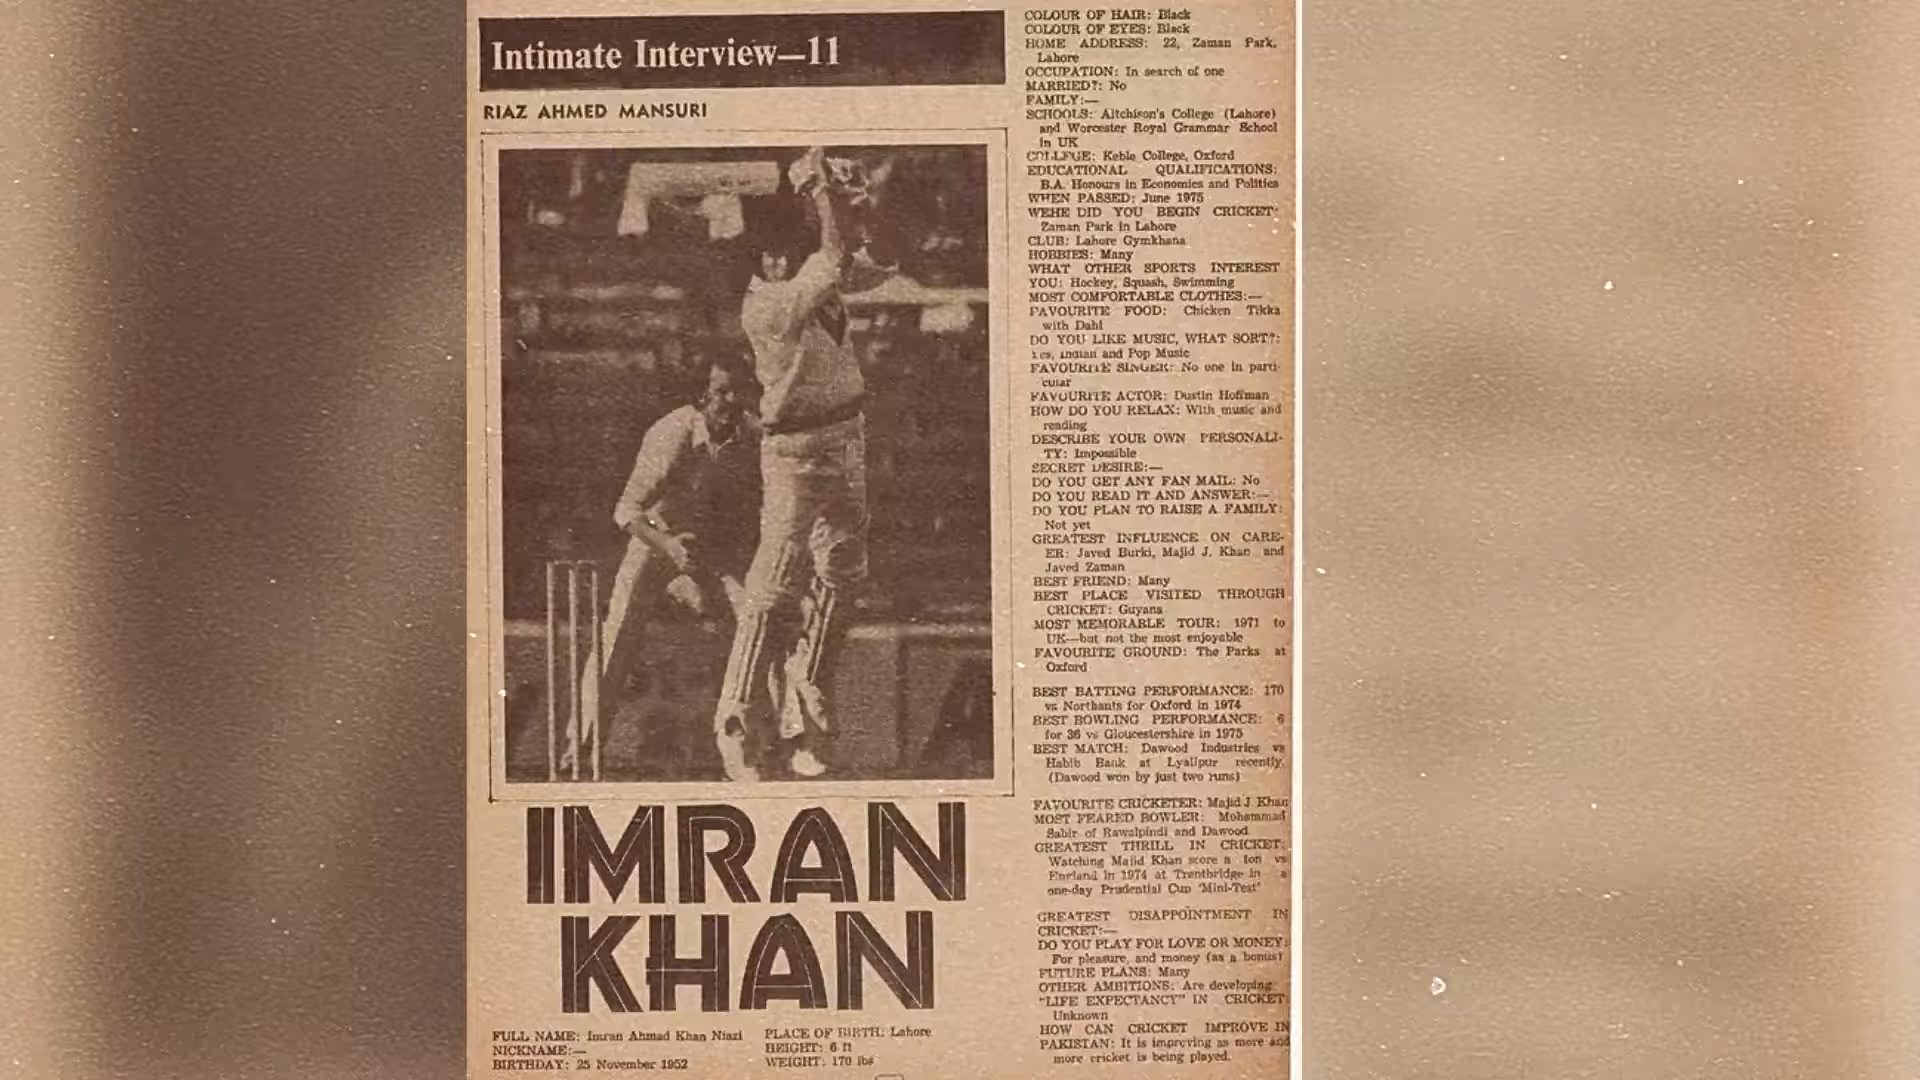 Intimate Interview—11
RIAZ AHMED MANSURI
IMRAN
KHAN
FULL NAME: Imran Ahmad Khan Niazi
NICKNAME:—
BIRTHDAY: 25 November 1952
PLACE OF BIRTH: Lahore
HEIGHT: 6 ft
WEIGHT: 170 lbs
COLOUR OF HAIR: Black
COLOUR OF EYES: Black
HOME ADDRESS: 22, Zaman Park,
Lahore
OCCUPATION: In search of one
MARRIED?: No
FAMILY:—
SCHOOLS: Aitchison's College (Lahore)
and Worcester Royal Grammar School
in UK
COLLEGE: Keble College, Oxford
EDUCATIONAL QUALIFICATIONS:
B.A. Honours in Economics and Politics
WHEN PASSED: June 1975
WEHE DID YOU BEGIN CRICKET:
Zaman Park in Lahore
CLUB: Lahore Gymkhana
HOBBIES: Many
WHAT OTHER SPORTS INTEREST
YOU: Hockey, Squash, Swimming
MOST COMFORTABLE CLOTHES:—
FAVOURITE FOOD: Chicken Tikka
with Dahl
DO YOU LIKE MUSIC, WHAT SORT?:
Yes, Indian and Pop Music
FAVOURITE SINGER: No one in parti-
cular
FAVOURITE ACTOR: Dustin Hoffman
HOW DO YOU RELAX: With music and
reading
DESCRIBE YOUR OWN PERSONALI-
TY: Impossible
SECRET DESIRE:—
DO YOU GET ANY FAN MAIL: No
DO YOU READ IT AND ANSWER:—
DO YOU PLAN TO RAISE A FAMILY:
Not yet
GREATEST INFLUENCE ON CARE-
ER: Javed Burki, Majid J. Khan and
Javed Zaman
BEST FRIEND: Many
BEST PLACE VISITED THROUGH
CRICKET: Guyana
MOST MEMORABLE TOUR: 1971 to
UK—but not the most enjoyable
FAVOURITE GROUND: The Parks at
Oxford
BEST BATTING PERFORMANCE: 170
vs Northants for Oxford in 1974
BEST BOWLING PERFORMANCE: 6
for 36 vs Gloucestershire in 1975
BEST MATCH: Dawood Industries vs
Habib Bank at Lyallpur recently.
(Dawood won by just two runs)
FAVOURITE CRICKETER: Majid J. Khan
MOST FEARED BOWLER: Mohammad
Sabir of Rawalpindi and Dawood
GREATEST THRILL IN CRICKET:
Watching Majid Khan score a ton vs
England in 1974 at Trentbridge in a
one-day Prudential Cup 'Mini-Test'
GREATEST DISAPPOINTMENT IN
CRICKET:—
DO YOU PLAY FOR LOVE OR MONEY:
For pleasure, and money (as a bonus)
FUTURE PLANS: Many
OTHER AMBITIONS: Are developing
"LIFE EXPECTANCY" IN CRICKET:
Unknown
HOW CAN CRICKET IMPROVE IN
PAKISTAN: It is improving as more and
more cricket is being played.